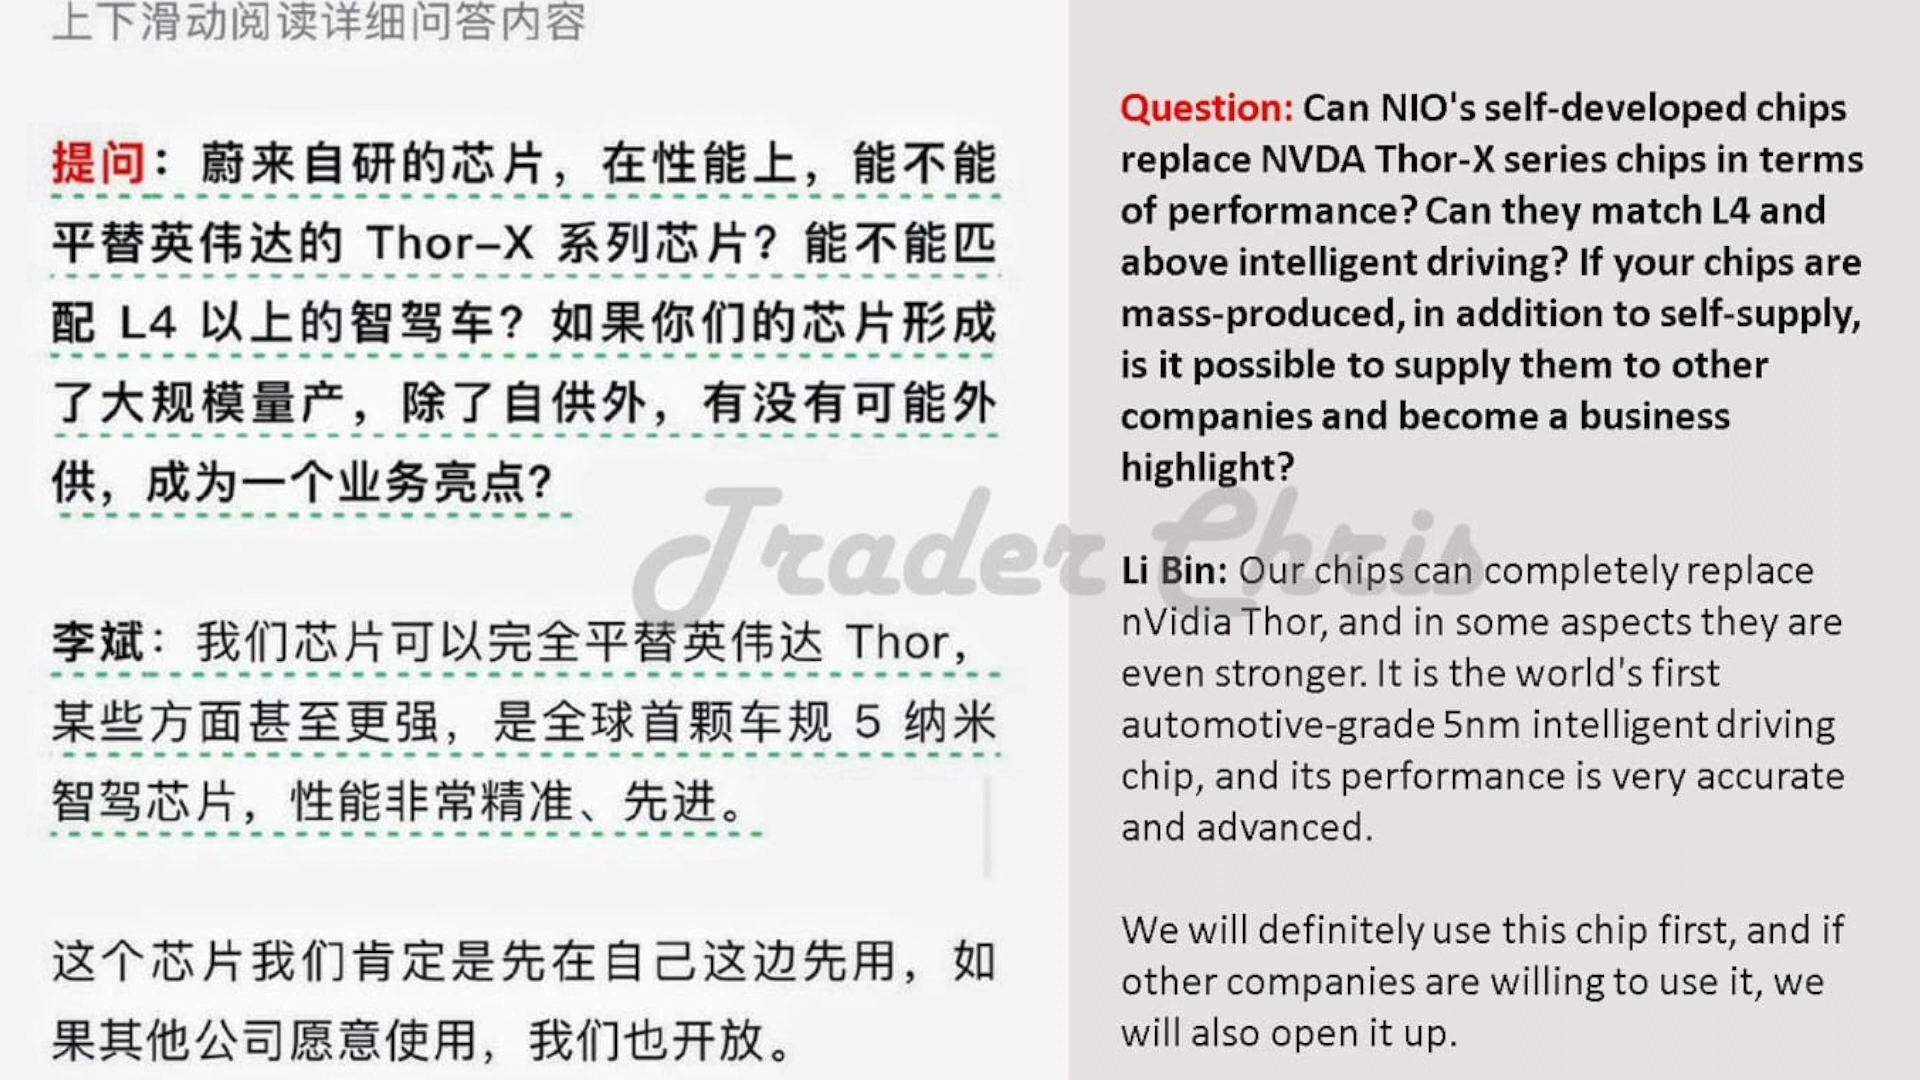 上下滑动阅读详细问答内容
提问：蔚来自研的芯片，在性能上，能不能
平替英伟达的 Thor-X 系列芯片？能不能匹
配 L4 以上的智驾车？如果你们的芯片形成
了大规模量产，除了自供外，有没有可能外
供，成为一个业务亮点？
李斌：我们芯片可以完全平替英伟达 Thor，
某些方面甚至更强，是全球首颗车规 5 纳米
智驾芯片，性能非常精准、先进。
这个芯片我们肯定是先在自己这边先用，如
果其他公司愿意使用，我们也开放。
Question: Can NIO's self-developed chips
replace NVDA Thor-X series chips in terms
of performance? Can they match L4 and
above intelligent driving? If your chips are
mass-produced, in addition to self-supply,
is it possible to supply them to other
companies and become a business
highlight?
Li Bin: Our chips can completely replace
nVidia Thor, and in some aspects they are
even stronger. It is the world's first
automotive-grade 5nm intelligent driving
chip, and its performance is very accurate
and advanced.
We will definitely use this chip first, and if
other companies are willing to use it, we
will also open it up.
Trader Chris